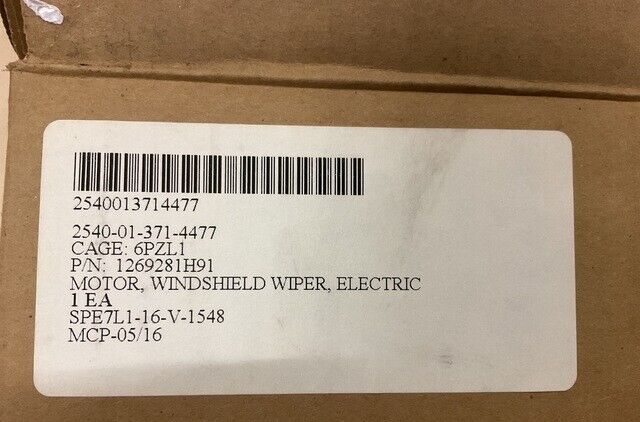 2540013714477
2540-01-371-4477
CAGE: 6PZL1
P/N: 1269281H91
MOTOR, WINDSHIELD WIPER, ELECTRIC
1 EA
SPE7L1-16-V-1548
MCP-05/16